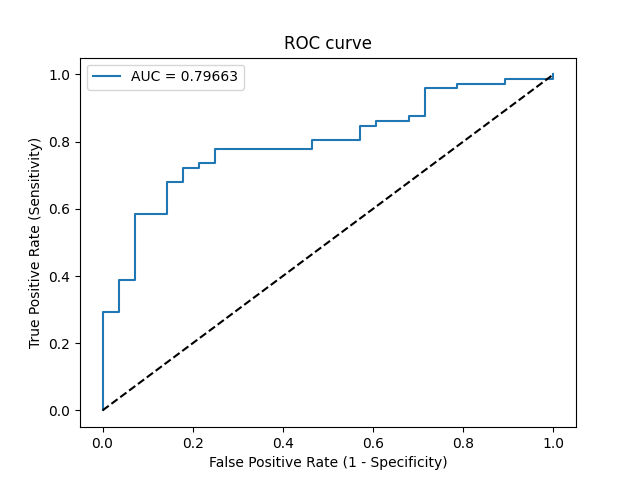 ROC curve
AUC = 0.79663
True Positive Rate (Sensitivity)
1.0
0.8
0.6
0.4
0.2
0.0
0.0 0.2 0.4 0.6 0.8 1.0
False Positive Rate (1 - Specificity)